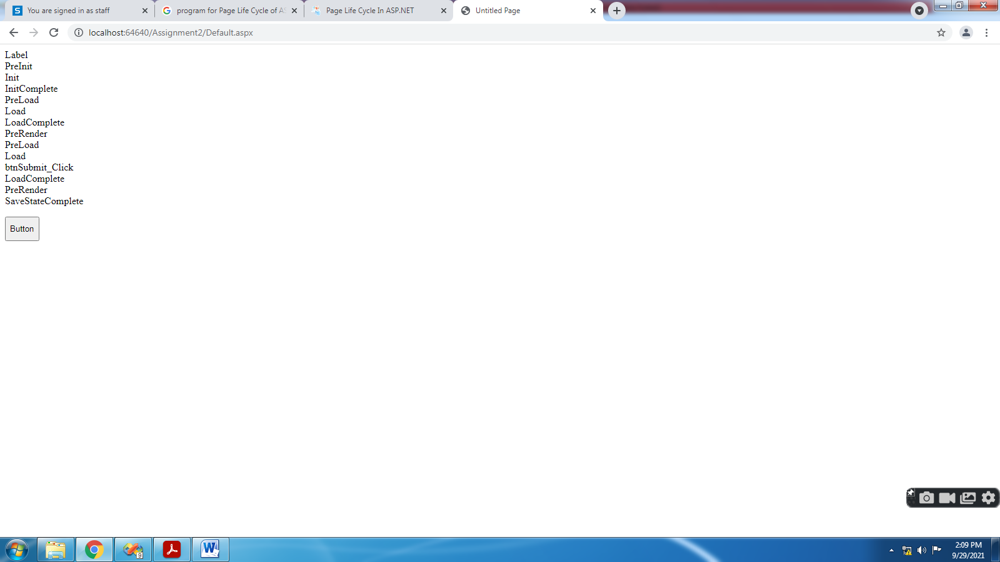 You are signed in as staff
program for Page Life Cycle of AS
Page Life Cycle In ASP.NET
Untitled Page
localhost:64640/Assignment2/Default.aspx
Label
PreInit
Init
InitComplete
PreLoad
Load
LoadComplete
PreRender
PreLoad
Load
btnSubmit_Click
LoadComplete
PreRender
SaveStateComplete
Button
9
2:09 PM
9/29/2021